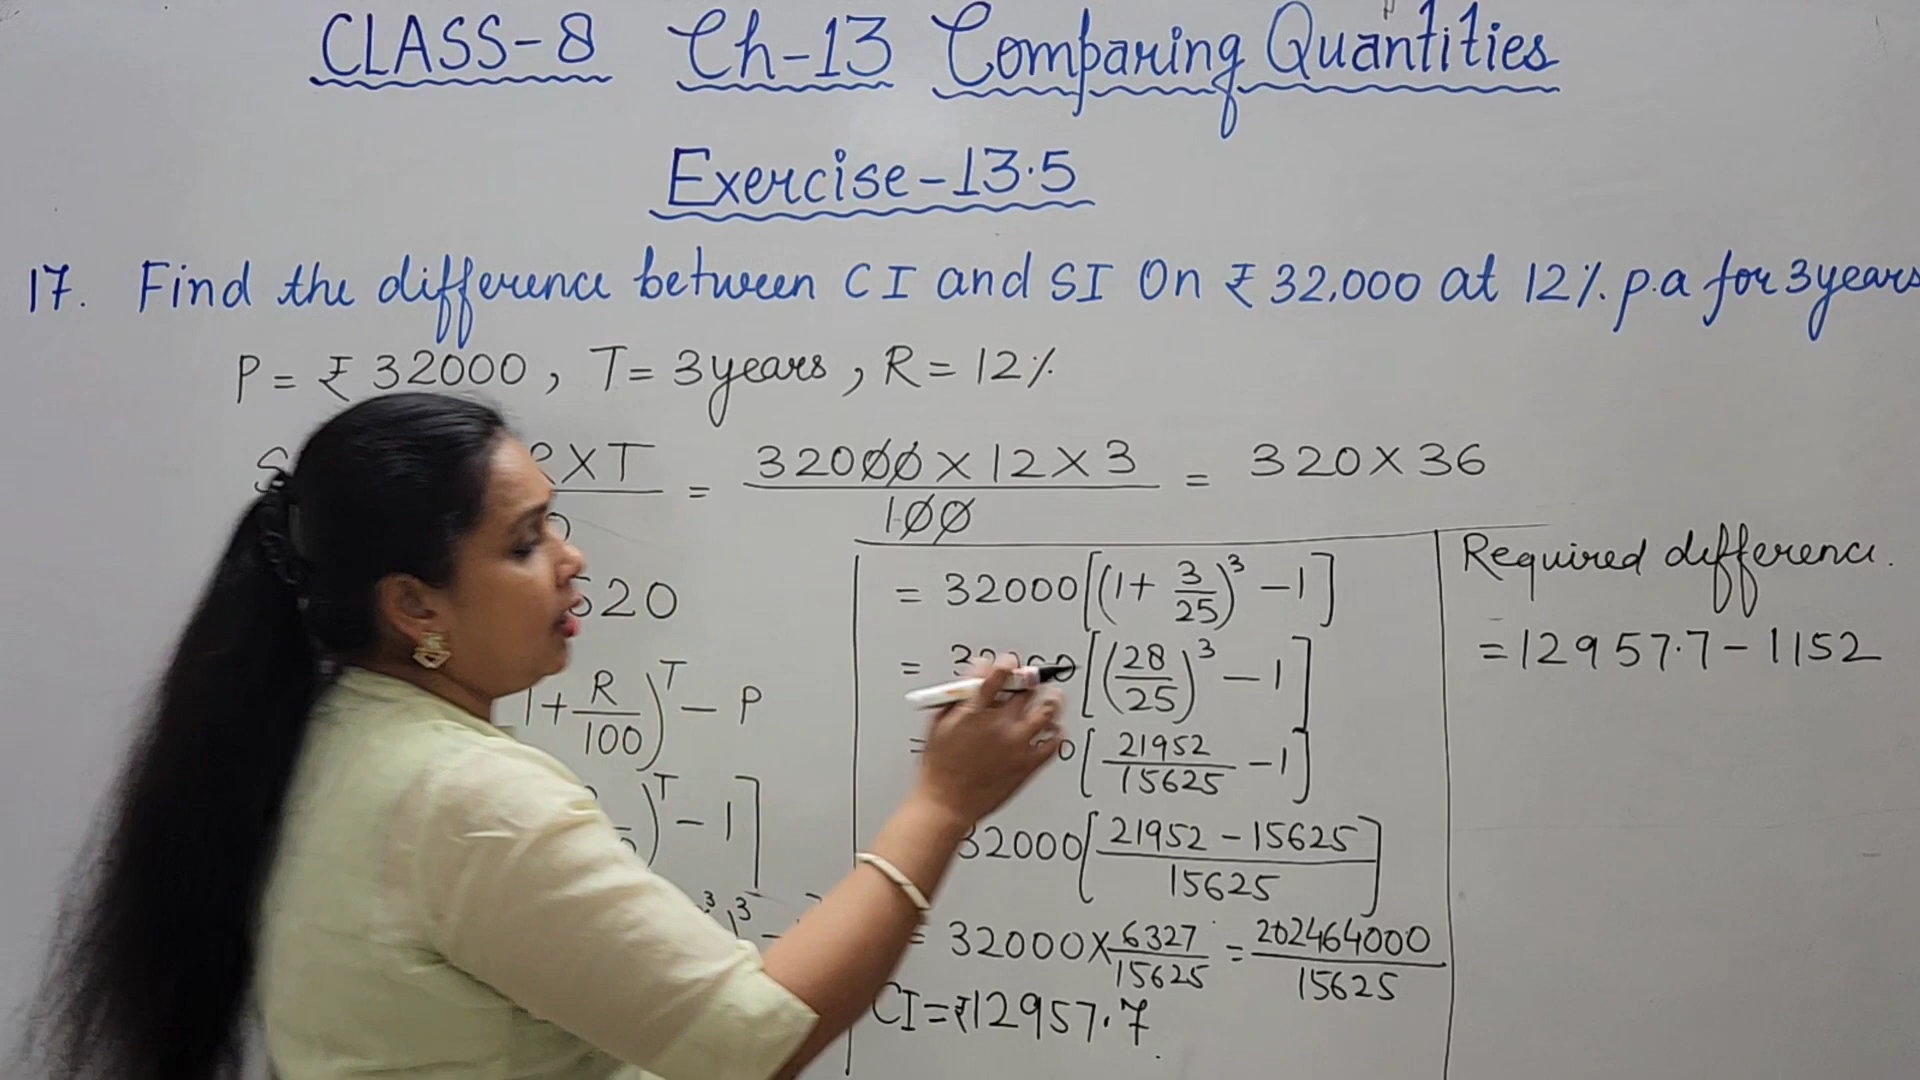 CLASS-8 Ch-13 Comparing Quantities
Exercise-13.5
17. Find the difference between CI and SI On ₹ 32,000 at 12%. p.a for 3years
P = ₹ 32000, T= 3years, R = 12%
S RXT = 32000 X 12 X 3 / 100 = 320 X 36
520
1+ R/100)^T - P
)^T - 1]
= 32000[(1+ 3/25)^3 - 1]
= 32000[(28/25)^3 - 1]
= 0[21952/15625 - 1]
32000[21952 - 15625 / 15625]
= 32000X 6327/15625 = 202464000/15625
CI=₹12957.7
Required difference.
=12957.7-1152